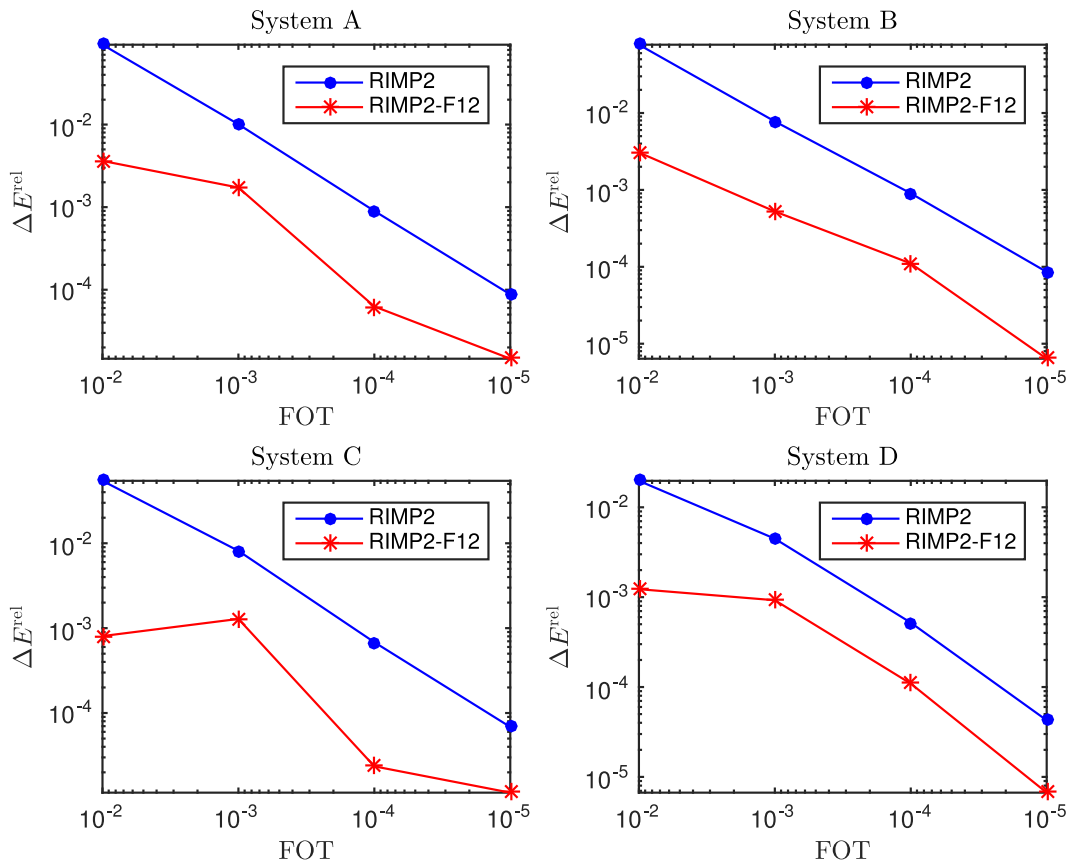 System A
RIMP2
RIMP2-F12
10⁻²
10⁻³
10⁻⁴
ΔE^rel
10⁻² 10⁻³ 10⁻⁴ 10⁻⁵
FOT
System B
RIMP2
RIMP2-F12
10⁻²
10⁻³
10⁻⁴
10⁻⁵
ΔE^rel
10⁻² 10⁻³ 10⁻⁴ 10⁻⁵
FOT
System C
RIMP2
RIMP2-F12
10⁻²
10⁻³
10⁻⁴
ΔE^rel
10⁻² 10⁻³ 10⁻⁴ 10⁻⁵
FOT
System D
RIMP2
RIMP2-F12
10⁻²
10⁻³
10⁻⁴
10⁻⁵
ΔE^rel
10⁻² 10⁻³ 10⁻⁴ 10⁻⁵
FOT